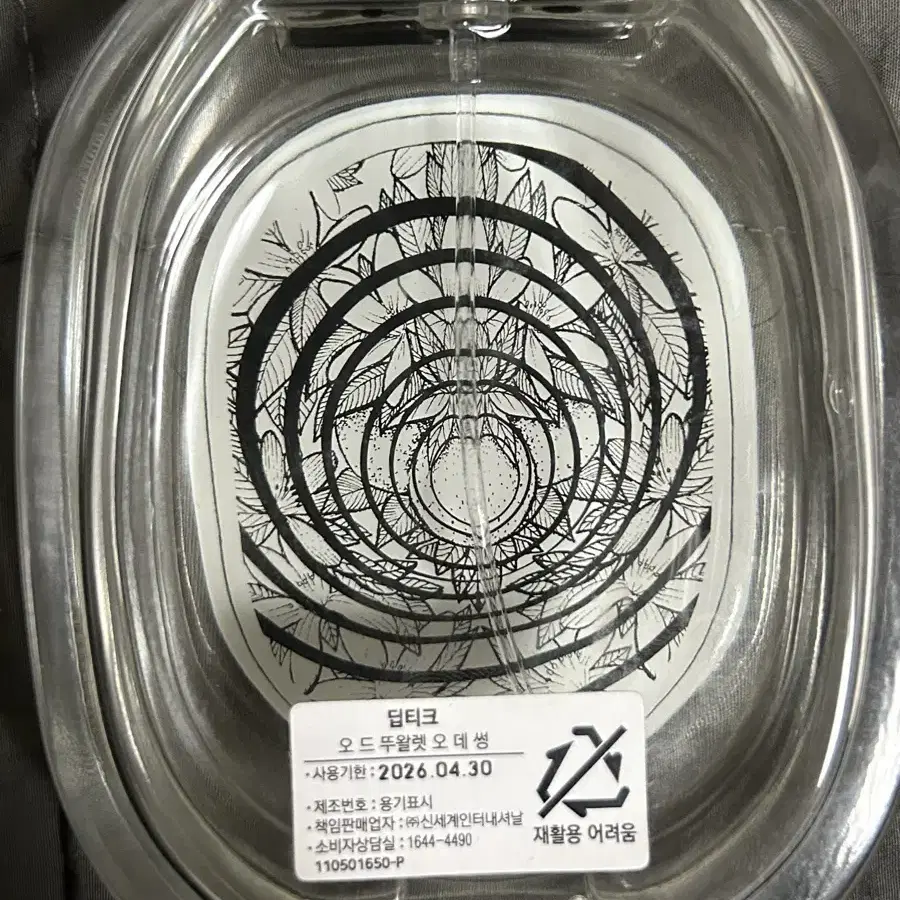 딥티크
오 드 뚜왈렛 오 데 썽
·사용기한 : 2026.04.30
·제조번호 : 용기표시
·책임판매업자 : ㈜신세계인터내셔날
·소비자상담실 : 1644-4490
110501650-P
재활용 어려움